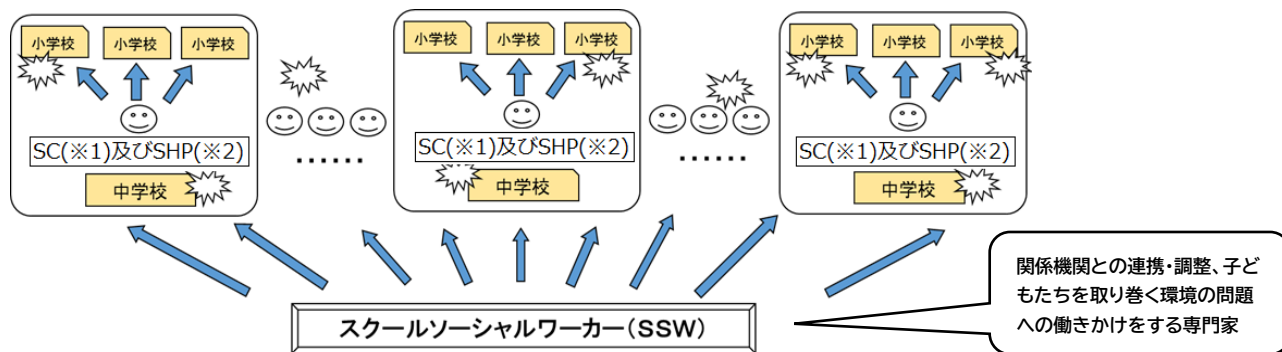 小学校 小学校 小学校
SC(※1)及びSHP(※2)
中学校
……
小学校 小学校 小学校
SC(※1)及びSHP(※2)
中学校
……
小学校 小学校 小学校
SC(※1)及びSHP(※2)
中学校
スクールソーシャルワーカー(SSW)
関係機関との連携・調整、子ど
もたちを取り巻く環境の問題
への働きかけをする専門家